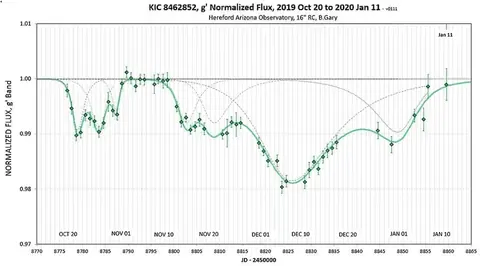 KIC 8462852, g' Normalized Flux, 2019 Oct 20 to 2020 Jan 11 -
Hereford Arizona Observatory, 16" RC, B.Gary
1.01
Jan 11
1.00
0.99
0.98
0.97
NORMALIZED FLUX, g' Band
OCT 20 NOV 01 NOV 10 NOV 20 DEC 01 DEC 10 DEC 20 JAN 01 JAN 10
8770 8775 8780 8785 8790 8795 8800 8805 8810 8815 8820 8825 8830 8835 8840 8845 8850 8855 8860 8865
JD - 2450000